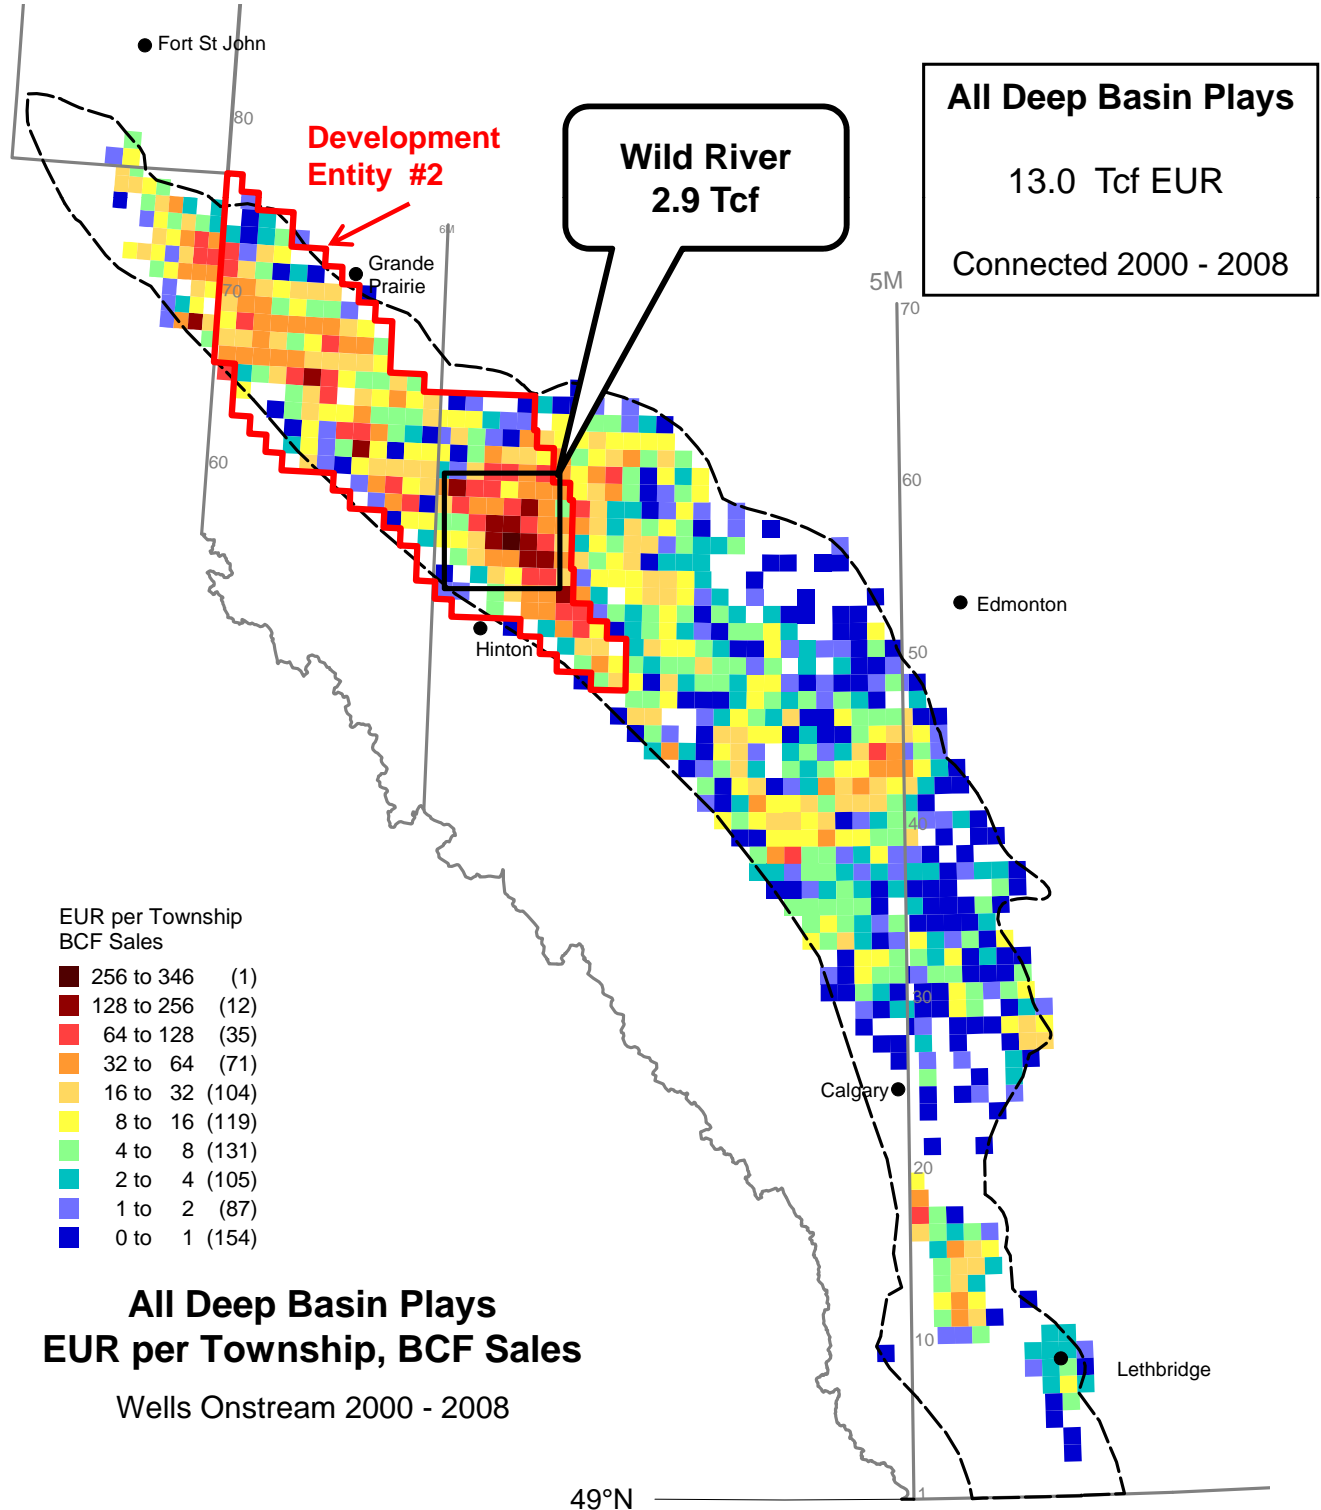 Fort St John
80
Development
Entity #2
Wild River
2.9 Tcf
All Deep Basin Plays
13.0 Tcf EUR
Connected 2000 - 2008
6M
Grande
Prairie
70
5M
70
60
60
Edmonton
50
Hinton
40
EUR per Township
BCF Sales
256 to 346 (1)
128 to 256 (12)
64 to 128 (35)
32 to 64 (71)
16 to 32 (104)
8 to 16 (119)
4 to 8 (131)
2 to 4 (105)
1 to 2 (87)
0 to 1 (154)
30
Calgary
20
All Deep Basin Plays
EUR per Township, BCF Sales
Wells Onstream 2000 - 2008
10
Lethbridge
49°N
1